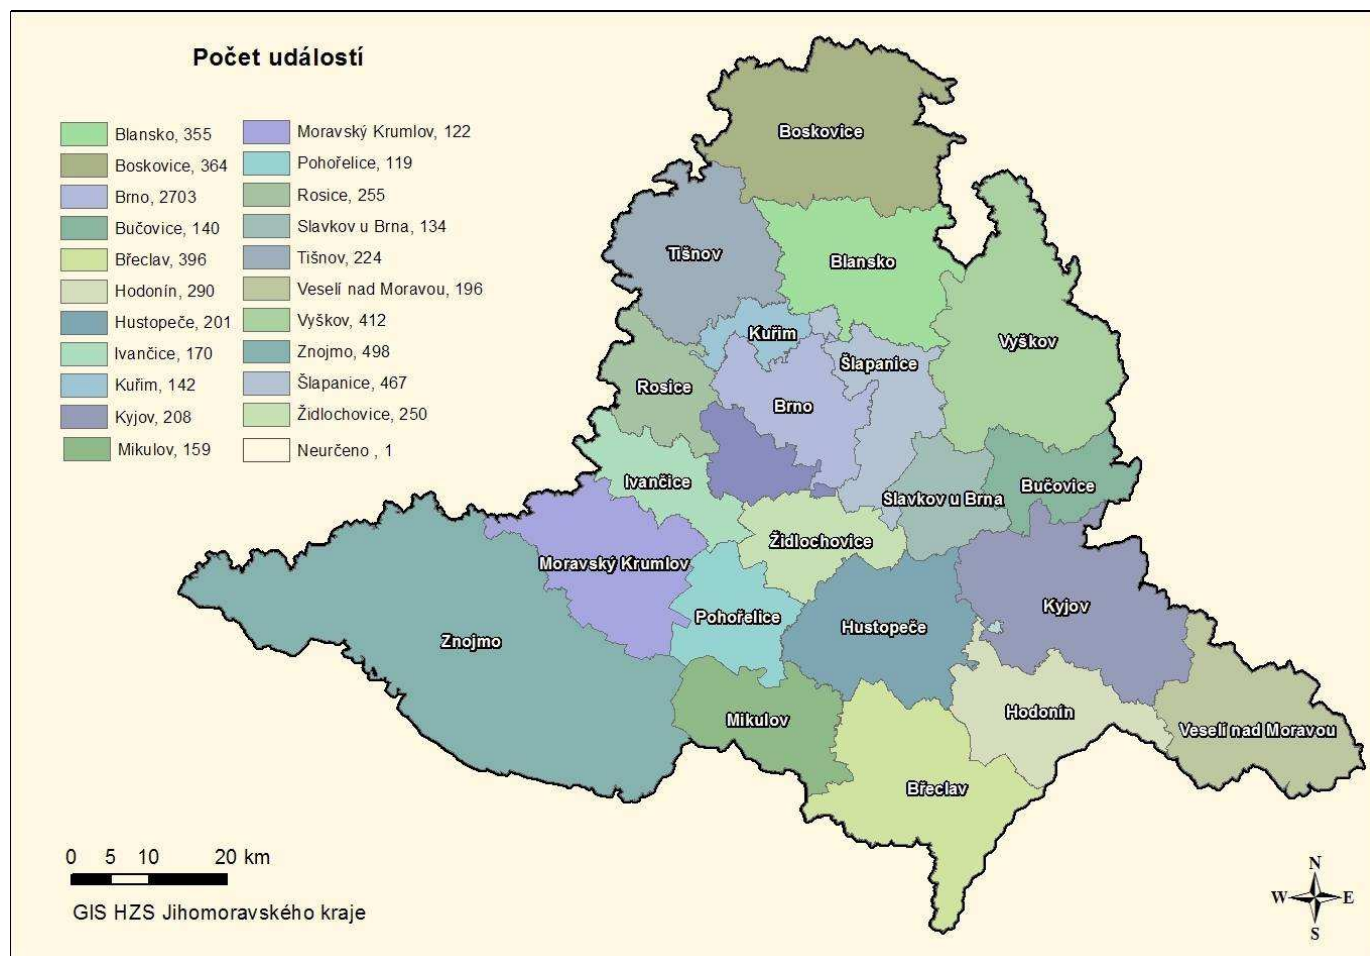 Počet událostí
Blansko, 355
Boskovice, 364
Brno, 2703
Bučovice, 140
Břeclav, 396
Hodonín, 290
Hustopeče, 201
Ivančice, 170
Kuřim, 142
Kyjov, 208
Mikulov, 159
Moravský Krumlov, 122
Pohořelice, 119
Rosice, 255
Slavkov u Brna, 134
Tišnov, 224
Veselí nad Moravou, 196
Vyškov, 412
Znojmo, 498
Šlapanice, 467
Židlochovice, 250
Neurčeno , 1
Boskovice
Tišnov
Blansko
Kuřim
Vyškov
Šlapanice
Rosice
Brno
Ivančice
Bučovice
Slavkov u Brna
Židlochovice
Moravský Krumlov
Kyjov
Pohořelice
Hustopeče
Znojmo
Hodonín
Mikulov
Veselí nad Moravou
Břeclav
0 5 10 20 km
GIS HZS Jihomoravského kraje
N
W E
S